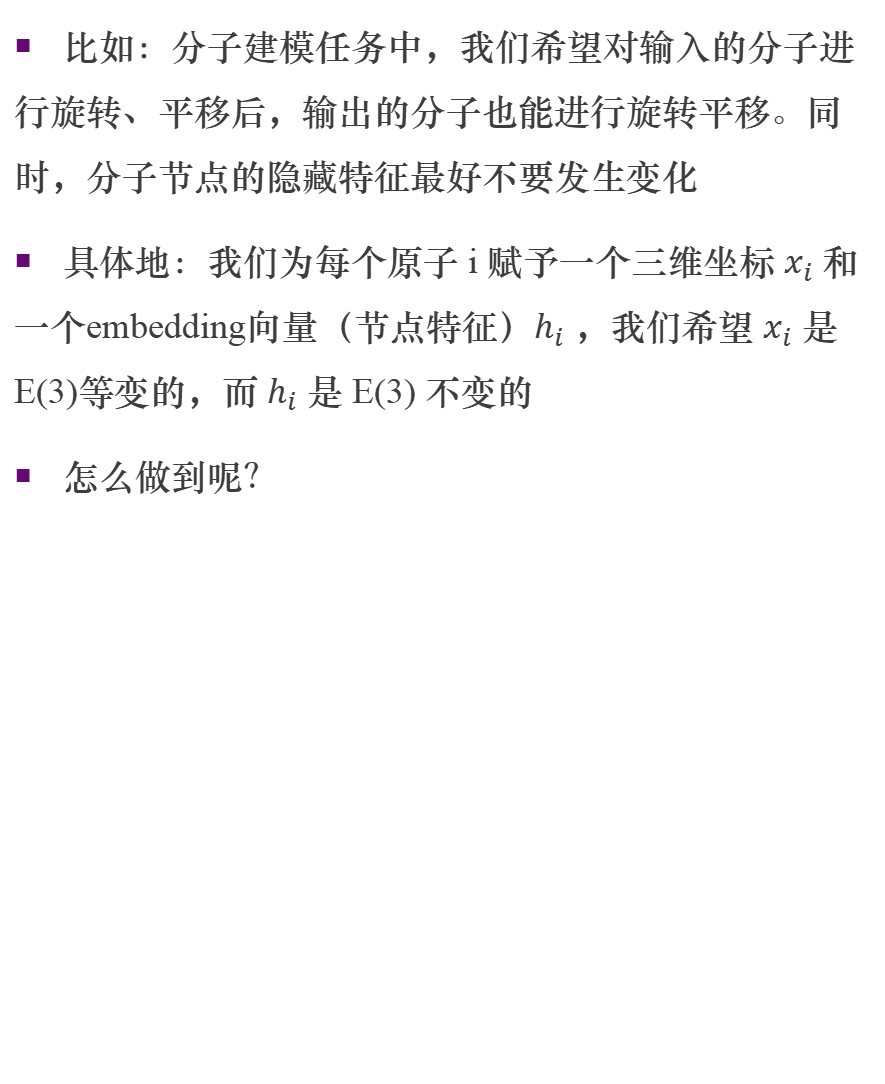 ▪ 比如：分子建模任务中，我们希望对输入的分子进
行旋转、平移后，输出的分子也能进行旋转平移。同
时，分子节点的隐藏特征最好不要发生变化
▪ 具体地：我们为每个原子 i 赋予一个三维坐标 𝑥ᵢ 和
一个embedding向量（节点特征）ℎᵢ ，我们希望 𝑥ᵢ 是
E(3)等变的，而 ℎᵢ 是 E(3) 不变的
▪ 怎么做到呢？